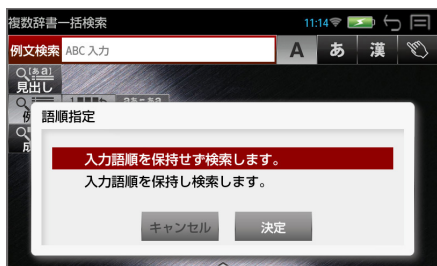 複数辞書一括検索 11:14
例文検索 ABC 入力 A あ 漢
[あa]
見出し
語順指定
入力語順を保持せず検索します。
入力語順を保持し検索します。
キャンセル 決定